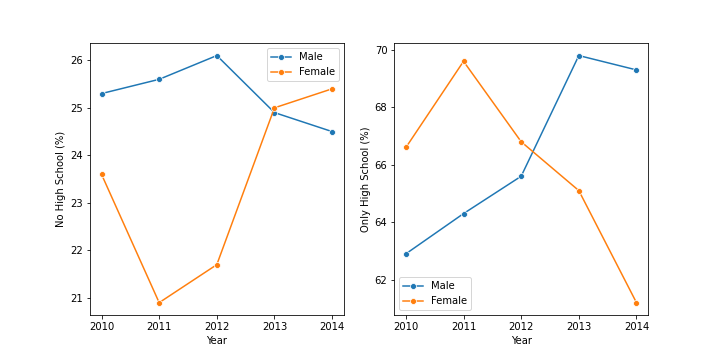 No High School (%)
26
25
24
23
22
21
2010 2011 2012 2013 2014
Year
Male
Female
Only High School (%)
70
68
66
64
62
2010 2011 2012 2013 2014
Year
Male
Female